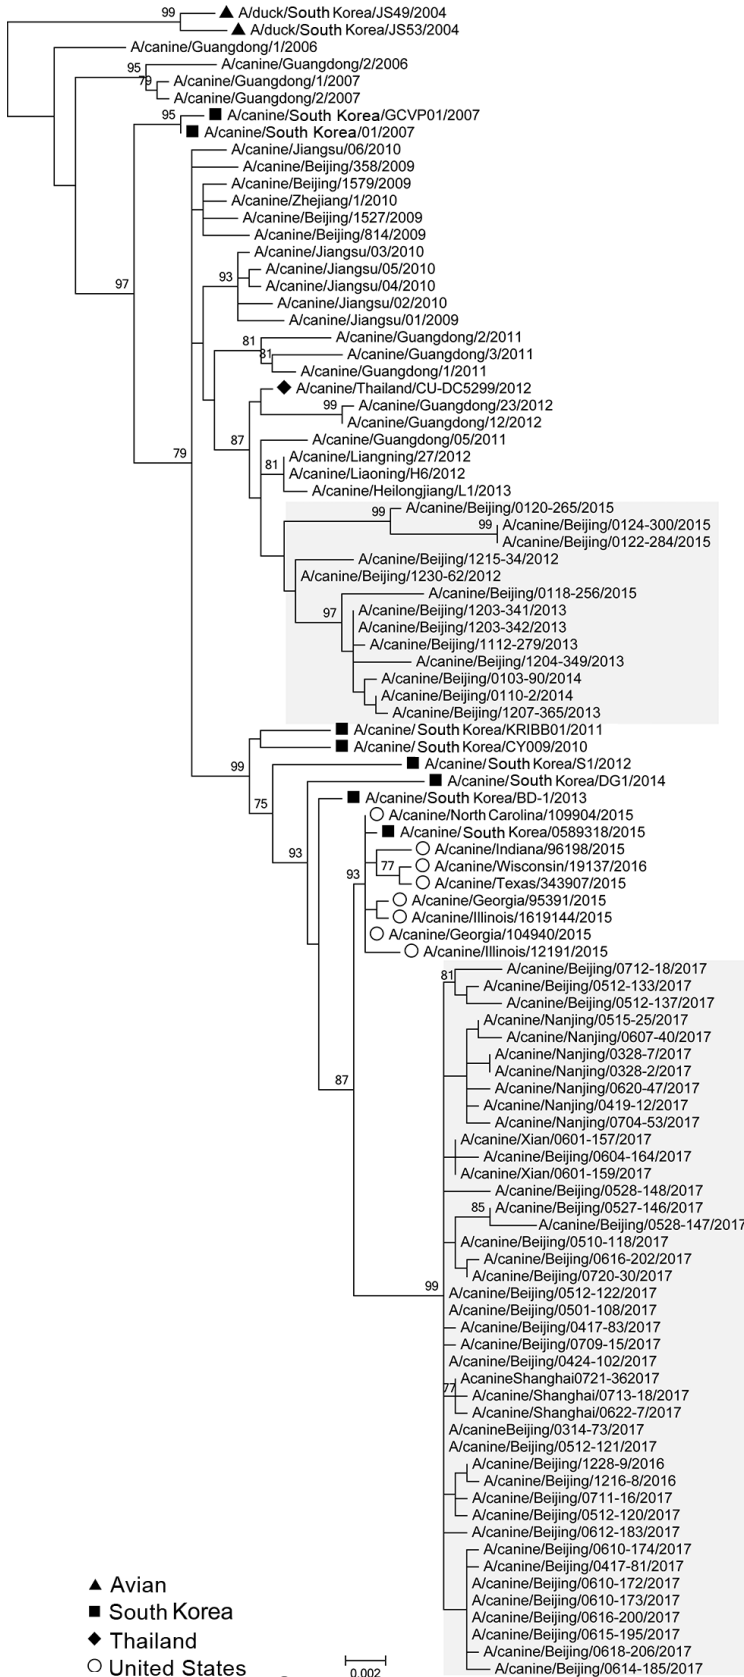 99
A/duck/South Korea/JS49/2004
A/duck/South Korea/JS53/2004
A/canine/Guangdong/1/2006
95
A/canine/Guangdong/2/2006
79
A/canine/Guangdong/1/2007
A/canine/Guangdong/2/2007
95
A/canine/South Korea/GCVP01/2007
A/canine/South Korea/01/2007
A/canine/Jiangsu/06/2010
A/canine/Beijing/358/2009
A/canine/Beijing/1579/2009
A/canine/Zhejiang/1/2010
A/canine/Beijing/1527/2009
A/canine/Beijing/814/2009
A/canine/Jiangsu/03/2010
A/canine/Jiangsu/05/2010
93
97
A/canine/Jiangsu/04/2010
A/canine/Jiangsu/02/2010
A/canine/Jiangsu/01/2009
A/canine/Guangdong/2/2011
81
81
A/canine/Guangdong/3/2011
A/canine/Guangdong/1/2011
A/canine/Thailand/CU-DC5299/2012
99
A/canine/Guangdong/23/2012
A/canine/Guangdong/12/2012
87
A/canine/Guangdong/05/2011
79
A/canine/Liangning/27/2012
81
A/canine/Liaoning/H6/2012
A/canine/Heilongjiang/L1/2013
99
A/canine/Beijing/0120-265/2015
99
A/canine/Beijing/0124-300/2015
A/canine/Beijing/0122-284/2015
A/canine/Beijing/1215-34/2012
A/canine/Beijing/1230-62/2012
A/canine/Beijing/0118-256/2015
97
A/canine/Beijing/1203-341/2013
A/canine/Beijing/1203-342/2013
A/canine/Beijing/1112-279/2013
A/canine/Beijing/1204-349/2013
A/canine/Beijing/0103-90/2014
A/canine/Beijing/0110-2/2014
A/canine/Beijing/1207-365/2013
A/canine/South Korea/KRIBB01/2011
A/canine/South Korea/CY009/2010
99
A/canine/South Korea/S1/2012
A/canine/South Korea/DG1/2014
75
A/canine/South Korea/BD-1/2013
A/canine/North Carolina/109904/2015
A/canine/South Korea/0589318/2015
93
A/canine/Indiana/96198/2015
77
A/canine/Wisconsin/19137/2016
93
A/canine/Texas/343907/2015
A/canine/Georgia/95391/2015
A/canine/Illinois/1619144/2015
A/canine/Georgia/104940/2015
A/canine/Illinois/12191/2015
A/canine/Beijing/0712-18/2017
81
A/canine/Beijing/0512-133/2017
A/canine/Beijing/0512-137/2017
A/canine/Nanjing/0515-25/2017
A/canine/Nanjing/0607-40/2017
A/canine/Nanjing/0328-7/2017
A/canine/Nanjing/0328-2/2017
87
A/canine/Nanjing/0620-47/2017
A/canine/Nanjing/0419-12/2017
A/canine/Nanjing/0704-53/2017
A/canine/Xian/0601-157/2017
A/canine/Beijing/0604-164/2017
A/canine/Xian/0601-159/2017
A/canine/Beijing/0528-148/2017
85
A/canine/Beijing/0527-146/2017
A/canine/Beijing/0528-147/2017
A/canine/Beijing/0510-118/2017
A/canine/Beijing/0616-202/2017
A/canine/Beijing/0720-30/2017
99
A/canine/Beijing/0512-122/2017
A/canine/Beijing/0501-108/2017
A/canine/Beijing/0417-83/2017
A/canine/Beijing/0709-15/2017
A/canine/Beijing/0424-102/2017
AcanineShanghai0721-362017
77
A/canine/Shanghai/0713-18/2017
A/canine/Shanghai/0622-7/2017
A/canineBeijing/0314-73/2017
A/canine/Beijing/0512-121/2017
A/canine/Beijing/1228-9/2016
A/canine/Beijing/1216-8/2016
A/canine/Beijing/0711-16/2017
A/canine/Beijing/0512-120/2017
A/canine/Beijing/0612-183/2017
A/canine/Beijing/0610-174/2017
A/canine/Beijing/0417-81/2017
A/canine/Beijing/0610-172/2017
A/canine/Beijing/0610-173/2017
A/canine/Beijing/0616-200/2017
A/canine/Beijing/0615-195/2017
A/canine/Beijing/0618-206/2017
A/canine/Beijing/0614-185/2017
Avian
South Korea
Thailand
United States
0.002